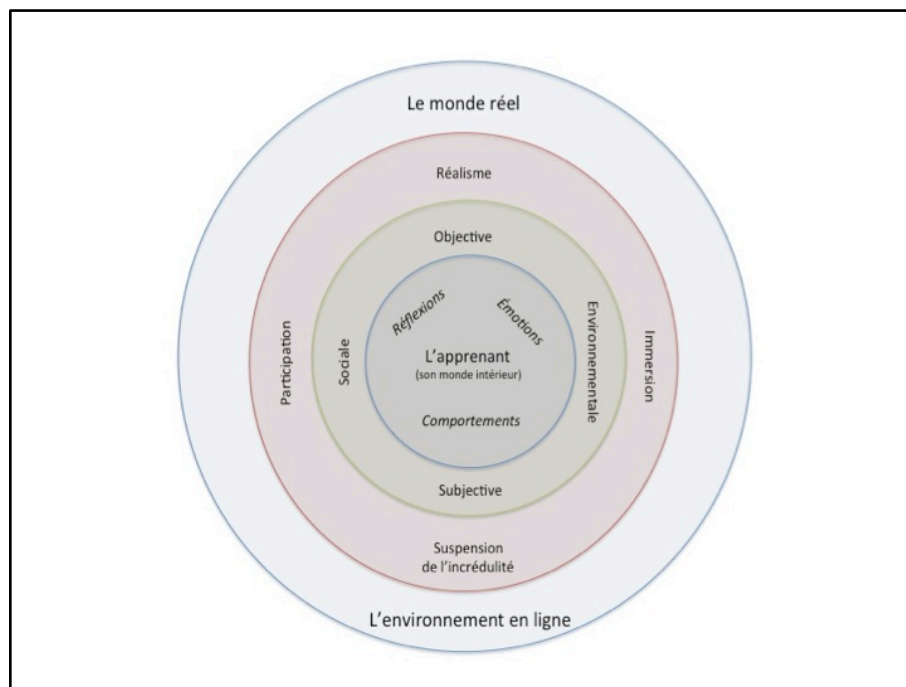 Le monde réel
Réalisme
Objective
Réflexions
Émotions
Participation
Sociale
L'apprenant
(son monde intérieur)
Environnementale
Immersion
Comportements
Subjective
Suspension
de l'incrédulité
L'environnement en ligne